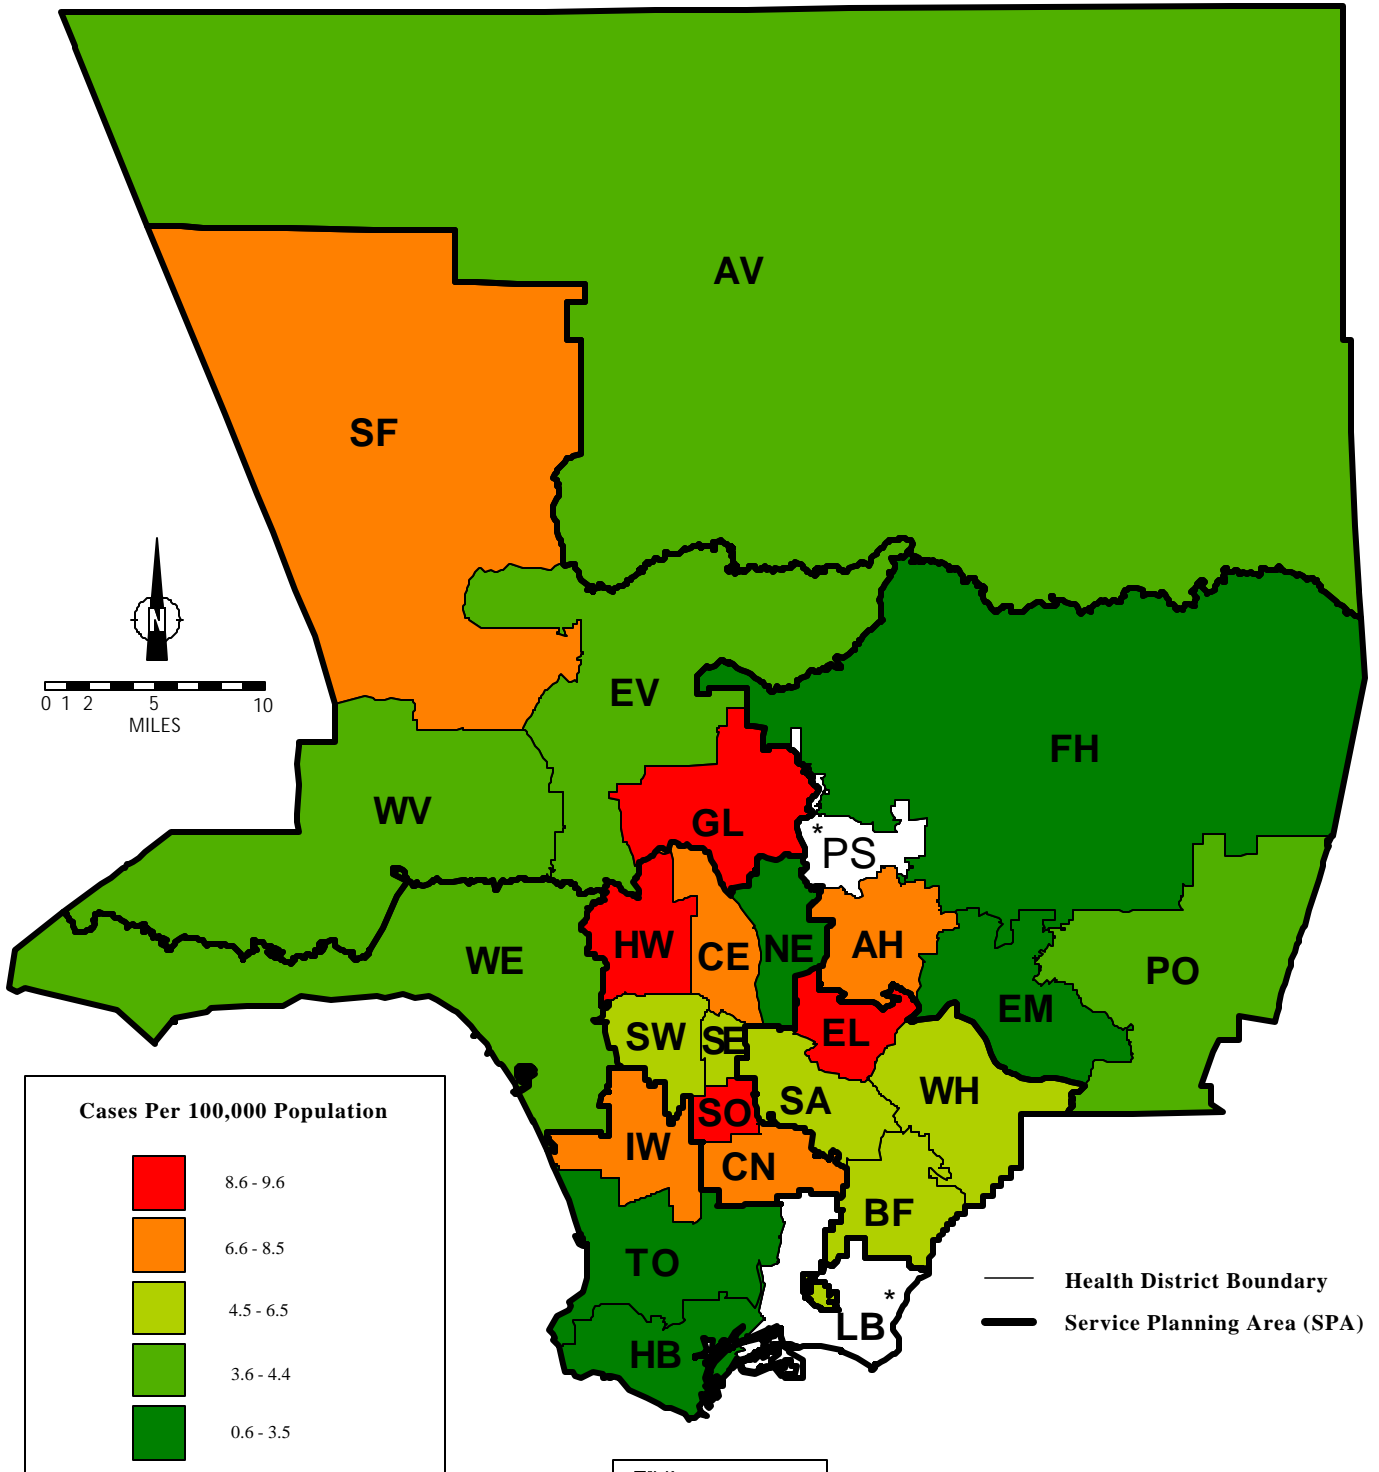 AV
SF
N
0 1 2 5 10
MILES
EV
FH
WV
GL
* PS
HW
CE
NE
AH
WE
PO
EM
SW
SE
EL
SA
WH
SO
IW
CN
BF
TO
* LB
HB
Cases Per 100,000 Population
8.6 - 9.6
6.6 - 8.5
4.5 - 6.5
3.6 - 4.4
0.6 - 3.5
Health District Boundary
Service Planning Area (SPA)